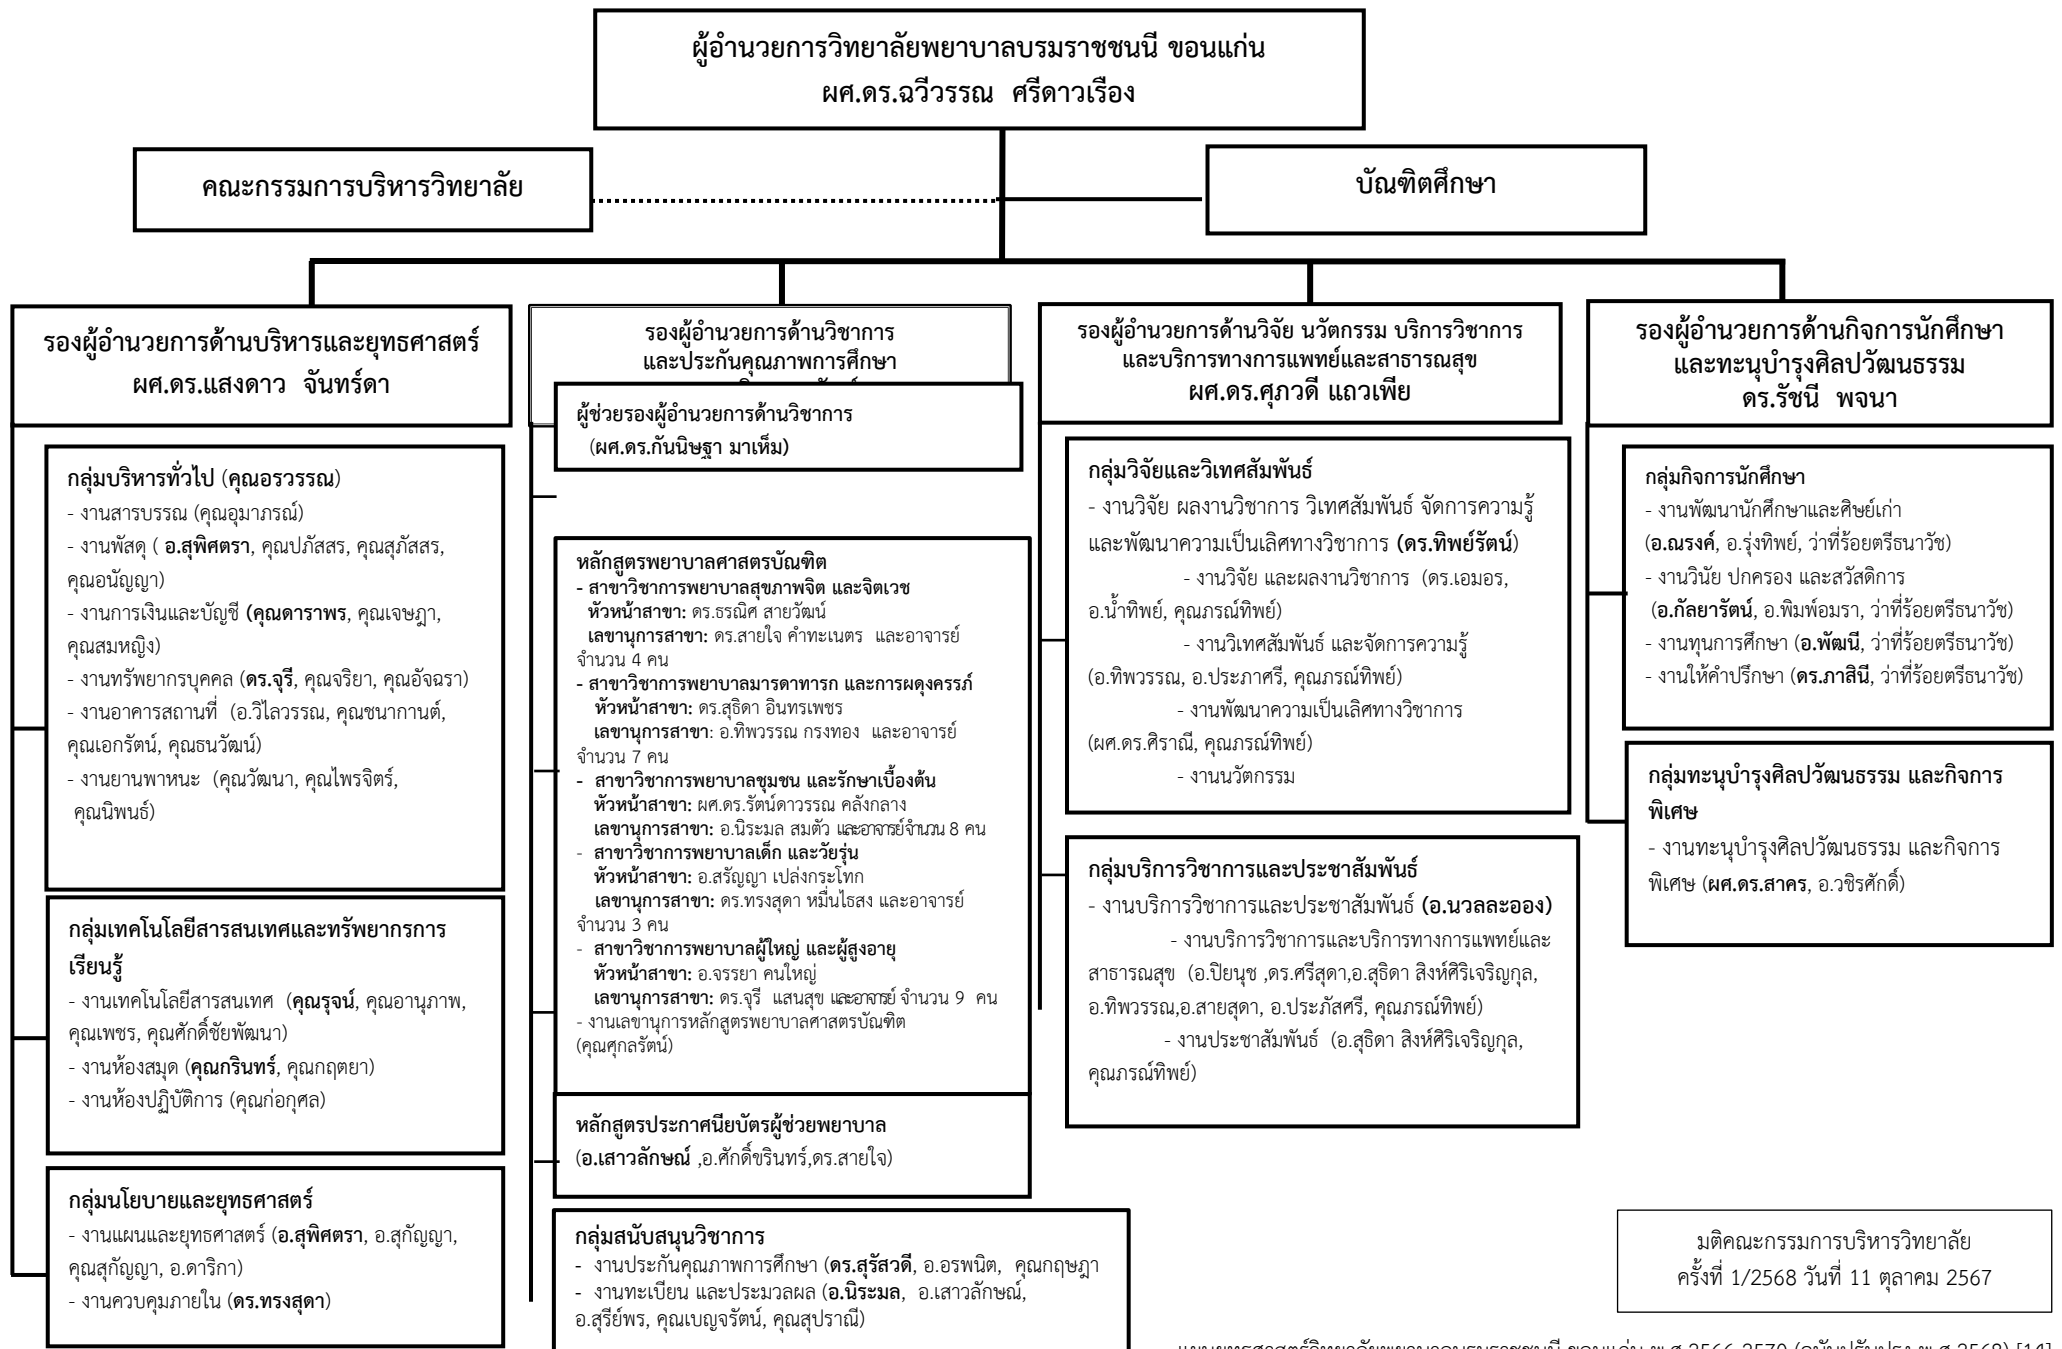 ผู้อำนวยการวิทยาลัยพยาบาลบรมราชชนนี ขอนแก่น
ผศ.ดร.ฉวีวรรณ ศรีดาวเรือง
คณะกรรมการบริหารวิทยาลัย
บัณฑิตศึกษา
รองผู้อำนวยการด้านบริหารและยุทธศาสตร์
ผศ.ดร.แสงดาว จันทร์ดา
กลุ่มบริหารทั่วไป (คุณอรวรรณ)
- งานสารบรรณ (คุณอุมาภรณ์)
- งานพัสดุ ( อ.สุพิศตรา, คุณปภัสสร, คุณสุภัสสร,
คุณอนัญญา)
- งานการเงินและบัญชี (คุณดาราพร, คุณเจษฎา,
คุณสมหญิง)
- งานทรัพยากรบุคคล (ดร.จุรี, คุณจริยา, คุณอัจฉรา)
- งานอาคารสถานที่ (อ.วิไลวรรณ, คุณชนากานต์,
คุณเอกรัตน์, คุณธนวัฒน์)
- งานยานพาหนะ (คุณวัฒนา, คุณไพรจิตร์,
คุณนิพนธ์)
กลุ่มเทคโนโลยีสารสนเทศและทรัพยากรการ
เรียนรู้
- งานเทคโนโลยีสารสนเทศ (คุณรุจน์, คุณอานุภาพ,
คุณเพชร, คุณศักดิ์ชัยพัฒนา)
- งานห้องสมุด (คุณกรินทร์, คุณกฤตยา)
- งานห้องปฏิบัติการ (คุณก่อกุศล)
กลุ่มนโยบายและยุทธศาสตร์
- งานแผนและยุทธศาสตร์ (อ.สุพิศตรา, อ.สุกัญญา,
คุณสุกัญญา, อ.ดาริกา)
- งานควบคุมภายใน (ดร.ทรงสุดา)
รองผู้อำนวยการด้านวิชาการ
และประกันคุณภาพการศึกษา
ผู้ช่วยรองผู้อำนวยการด้านวิชาการ
(ผศ.ดร.กันนิษฐา มาเห็ม)
หลักสูตรพยาบาลศาสตรบัณฑิต
- สาขาวิชาการพยาบาลสุขภาพจิต และจิตเวช
หัวหน้าสาขา: ดร.ธรณิศ สายวัฒน์
เลขานุการสาขา: ดร.สายใจ คำทะเนตร และอาจารย์
จำนวน 4 คน
- สาขาวิชาการพยาบาลมารดาทารก และการผดุงครรภ์
หัวหน้าสาขา: ดร.สุธิดา อินทรเพชร
เลขานุการสาขา: อ.ทิพวรรณ กรงทอง และอาจารย์
จำนวน 7 คน
- สาขาวิชาการพยาบาลชุมชน และรักษาเบื้องต้น
หัวหน้าสาขา: ผศ.ดร.รัตน์ดาวรรณ คลังกลาง
เลขานุการสาขา: อ.นิระมล สมตัว และอาจารย์จำนวน 8 คน
- สาขาวิชาการพยาบาลเด็ก และวัยรุ่น
หัวหน้าสาขา: อ.สรัญญา เปล่งกระโทก
เลขานุการสาขา: ดร.ทรงสุดา หมื่นไธสง และอาจารย์
จำนวน 3 คน
- สาขาวิชาการพยาบาลผู้ใหญ่ และผู้สูงอายุ
หัวหน้าสาขา: อ.จรรยา คนใหญ่
เลขานุการสาขา: ดร.จุรี แสนสุข และอาจารย์ จำนวน 9 คน
- งานเลขานุการหลักสูตรพยาบาลศาสตรบัณฑิต
(คุณศุกลรัตน์)
หลักสูตรประกาศนียบัตรผู้ช่วยพยาบาล
(อ.เสาวลักษณ์ ,อ.ศักดิ์ขรินทร์,ดร.สายใจ)
กลุ่มสนับสนุนวิชาการ
- งานประกันคุณภาพการศึกษา (ดร.สุรัสวดี, อ.อรพนิต, คุณกฤษฎา
- งานทะเบียน และประมวลผล (อ.นิระมล, อ.เสาวลักษณ์,
อ.สุรีย์พร, คุณเบญจรัตน์, คุณสุปราณี)
รองผู้อำนวยการด้านวิจัย นวัตกรรม บริการวิชาการ
และบริการทางการแพทย์และสาธารณสุข
ผศ.ดร.ศุภวดี แถวเพีย
กลุ่มวิจัยและวิเทศสัมพันธ์
- งานวิจัย ผลงานวิชาการ วิเทศสัมพันธ์ จัดการความรู้
และพัฒนาความเป็นเลิศทางวิชาการ (ดร.ทิพย์รัตน์)
- งานวิจัย และผลงานวิชาการ (ดร.เอมอร,
อ.น้ำทิพย์, คุณภรณ์ทิพย์)
- งานวิเทศสัมพันธ์ และจัดการความรู้
(อ.ทิพวรรณ, อ.ประภาศรี, คุณภรณ์ทิพย์)
- งานพัฒนาความเป็นเลิศทางวิชาการ
(ผศ.ดร.ศิราณี, คุณภรณ์ทิพย์)
- งานนวัตกรรม
กลุ่มบริการวิชาการและประชาสัมพันธ์
- งานบริการวิชาการและประชาสัมพันธ์ (อ.นวลละออง)
- งานบริการวิชาการและบริการทางการแพทย์และ
สาธารณสุข (อ.ปิยนุช ,ดร.ศรีสุดา,อ.สุธิดา สิงห์ศิริเจริญกุล,
อ.ทิพวรรณ,อ.สายสุดา, อ.ประภัสศรี, คุณภรณ์ทิพย์)
- งานประชาสัมพันธ์ (อ.สุธิดา สิงห์ศิริเจริญกุล,
คุณภรณ์ทิพย์)
รองผู้อำนวยการด้านกิจการนักศึกษา
และทะนุบำรุงศิลปวัฒนธรรม
ดร.รัชนี พจนา
กลุ่มกิจการนักศึกษา
- งานพัฒนานักศึกษาและศิษย์เก่า
(อ.ณรงค์, อ.รุ่งทิพย์, ว่าที่ร้อยตรีธนาวัช)
- งานวินัย ปกครอง และสวัสดิการ
(อ.กัลยารัตน์, อ.พิมพ์อมรา, ว่าที่ร้อยตรีธนาวัช)
- งานทุนการศึกษา (อ.พัฒนี, ว่าที่ร้อยตรีธนาวัช)
- งานให้คำปรึกษา (ดร.ภาสินี, ว่าที่ร้อยตรีธนาวัช)
กลุ่มทะนุบำรุงศิลปวัฒนธรรม และกิจการ
พิเศษ
- งานทะนุบำรุงศิลปวัฒนธรรม และกิจการ
พิเศษ (ผศ.ดร.สาคร, อ.วชิรศักดิ์)
มติคณะกรรมการบริหารวิทยาลัย
ครั้งที่ 1/2568 วันที่ 11 ตุลาคม 2567
แผนยุทธศาสตร์วิทยาลัยพยาบาลบรมราชชนนี ขอนแก่น พ.ศ.2566-2570 (ฉบับปรับปรุง พ.ศ.2568) [14]